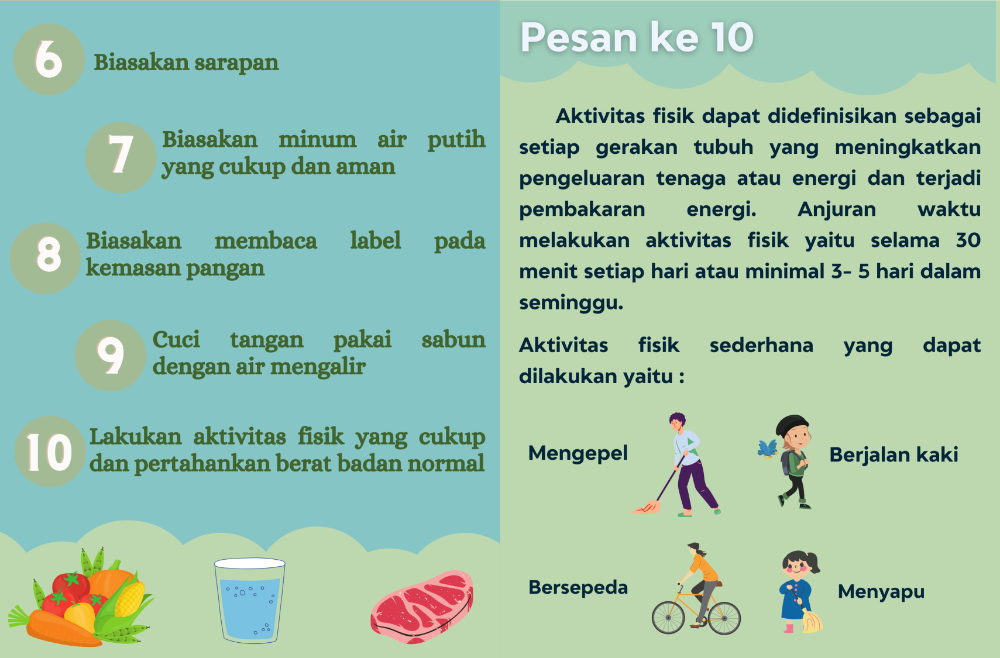 6
Biasakan sarapan
7
Biasakan minum air putih
yang cukup dan aman
8
Biasakan membaca label pada
kemasan pangan
9
Cuci tangan pakai sabun
dengan air mengalir
10
Lakukan aktivitas fisik yang cukup
dan pertahankan berat badan normal
Pesan ke 10
Aktivitas fisik dapat didefinisikan sebagai
setiap gerakan tubuh yang meningkatkan
pengeluaran tenaga atau energi dan terjadi
pembakaran energi. Anjuran waktu
melakukan aktivitas fisik yaitu selama 30
menit setiap hari atau minimal 3- 5 hari dalam
seminggu.
Aktivitas fisik sederhana yang dapat
dilakukan yaitu :
Mengepel
Berjalan kaki
Bersepeda
Menyapu